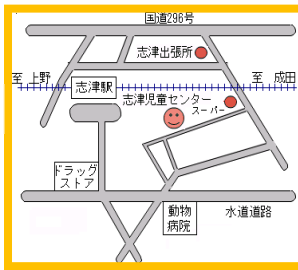 国道296号
志津出張所
至 上野
志津駅
至 成田
志津児童センター
スーパー
ドラッグ
ストア
動物
病院
水道道路